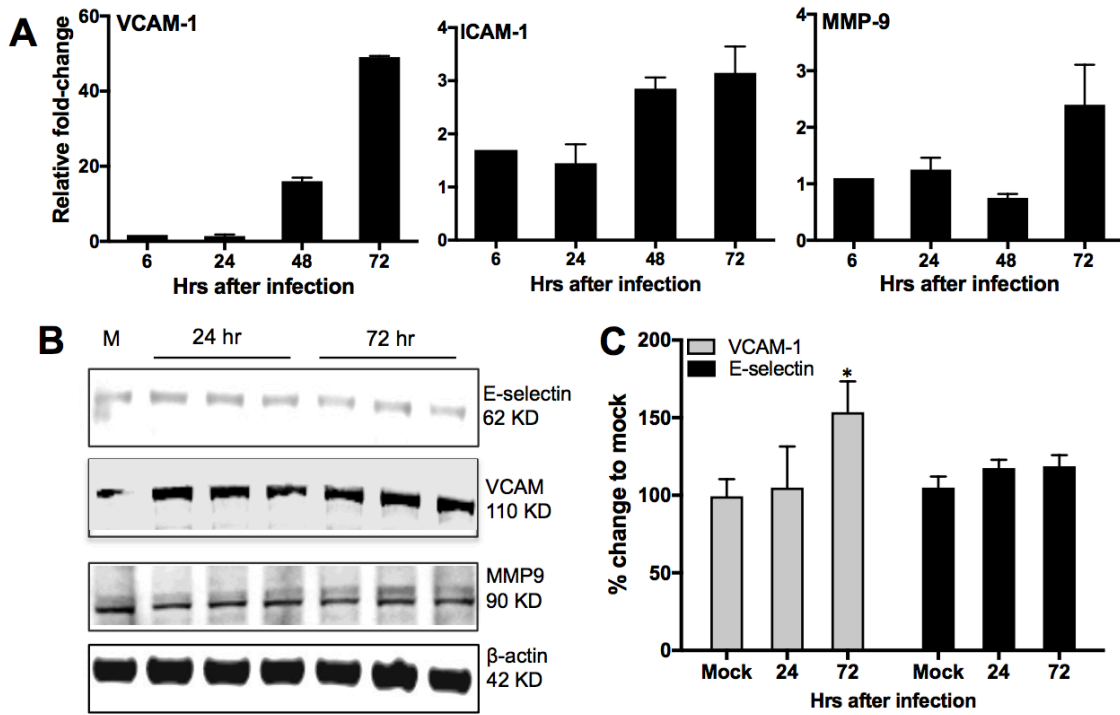 A
VCAM-1
Relative fold-change
60
40
20
0
6 24 48 72
Hrs after infection
ICAM-1
4
3
2
1
0
6 24 48 72
Hrs after infection
MMP-9
4
3
2
1
0
6 24 48 72
Hrs after infection
B
M 24 hr 72 hr
E-selectin
62 KD
VCAM
110 KD
MMP9
90 KD
β-actin
42 KD
C
VCAM-1
E-selectin
% change to mock
200
150
100
50
0
*
Mock 24 72 Mock 24 72
Hrs after infection